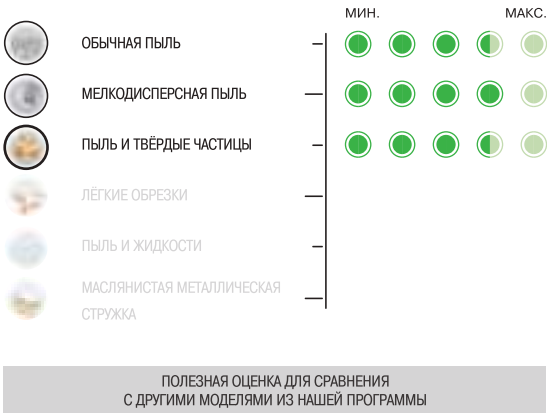 МИН. МАКС.
ОБЫЧНАЯ ПЫЛЬ
МЕЛКОДИСПЕРСНАЯ ПЫЛЬ
ПЫЛЬ И ТВЁРДЫЕ ЧАСТИЦЫ
ЛЁГКИЕ ОБРЕЗКИ
ПЫЛЬ И ЖИДКОСТИ
МАСЛЯНИСТАЯ МЕТАЛЛИЧЕСКАЯ
СТРУЖКА
ПОЛЕЗНАЯ ОЦЕНКА ДЛЯ СРАВНЕНИЯ
С ДРУГИМИ МОДЕЛЯМИ ИЗ НАШЕЙ ПРОГРАММЫ